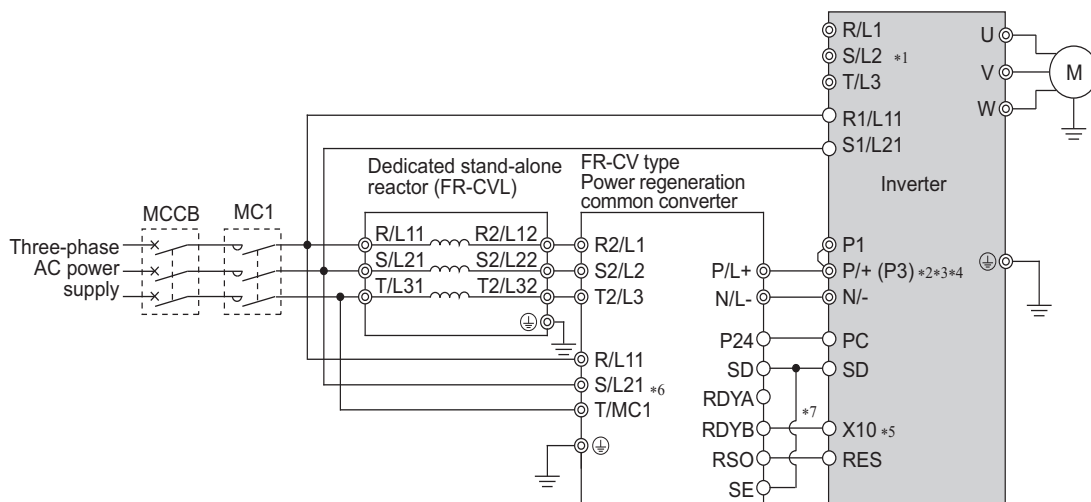 R/L1
S/L2 *1
T/L3
R1/L11
S1/L21
U
V
W
M
Inverter
Dedicated stand-alone
reactor (FR-CVL)
FR-CV type
Power regeneration
common converter
MCCB
MC1
Three-phase
AC power
supply
R/L11
S/L21
T/L31
R2/L12
S2/L22
T2/L32
R2/L1
S2/L2
T2/L3
R/L11
S/L21 *6
T/MC1
P/L+
N/L-
P24
SD
RDYA
RDYB
RSO
SE
*7
P1
P/+ (P3) *2*3*4
N/-
PC
SD
X10 *5
RES